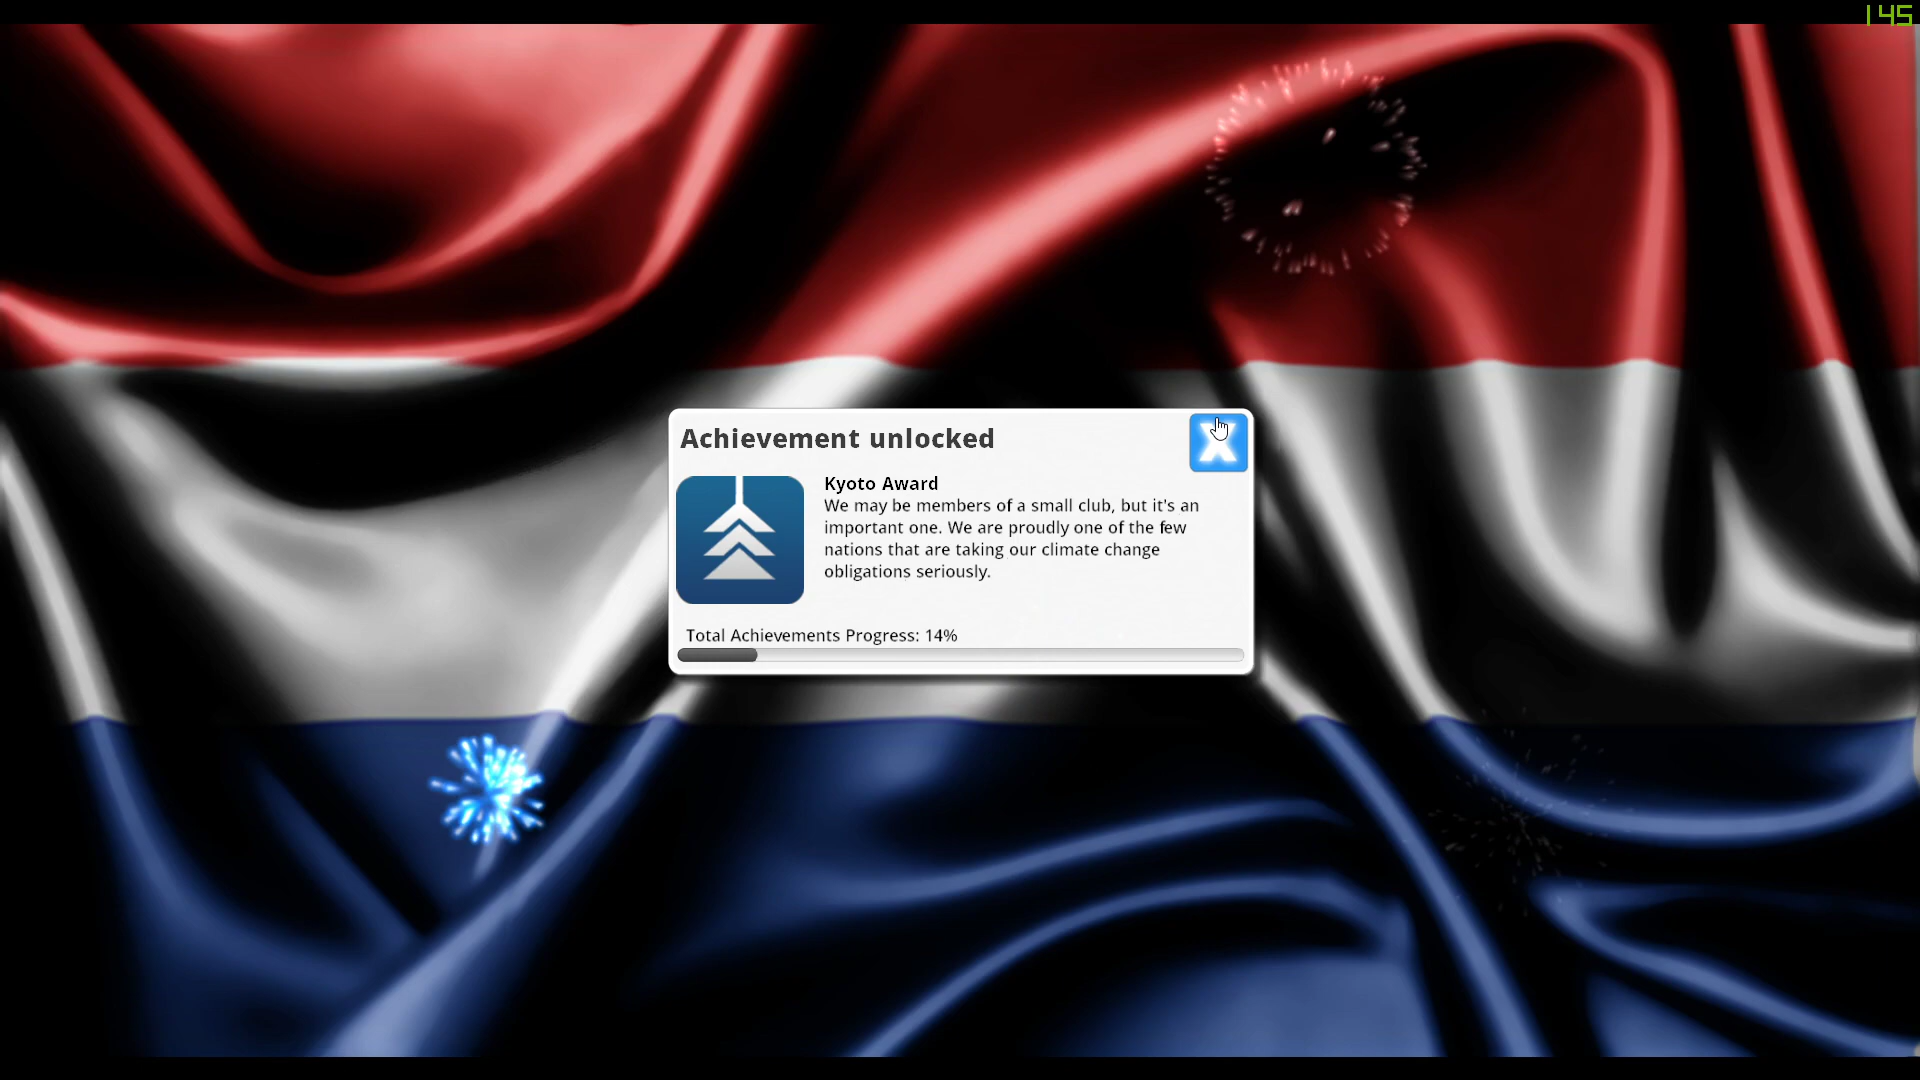 145
Achievement unlocked
X
Kyoto Award
We may be members of a small club, but it's an
important one. We are proudly one of the few
nations that are taking our climate change
obligations seriously.
Total Achievements Progress: 14%